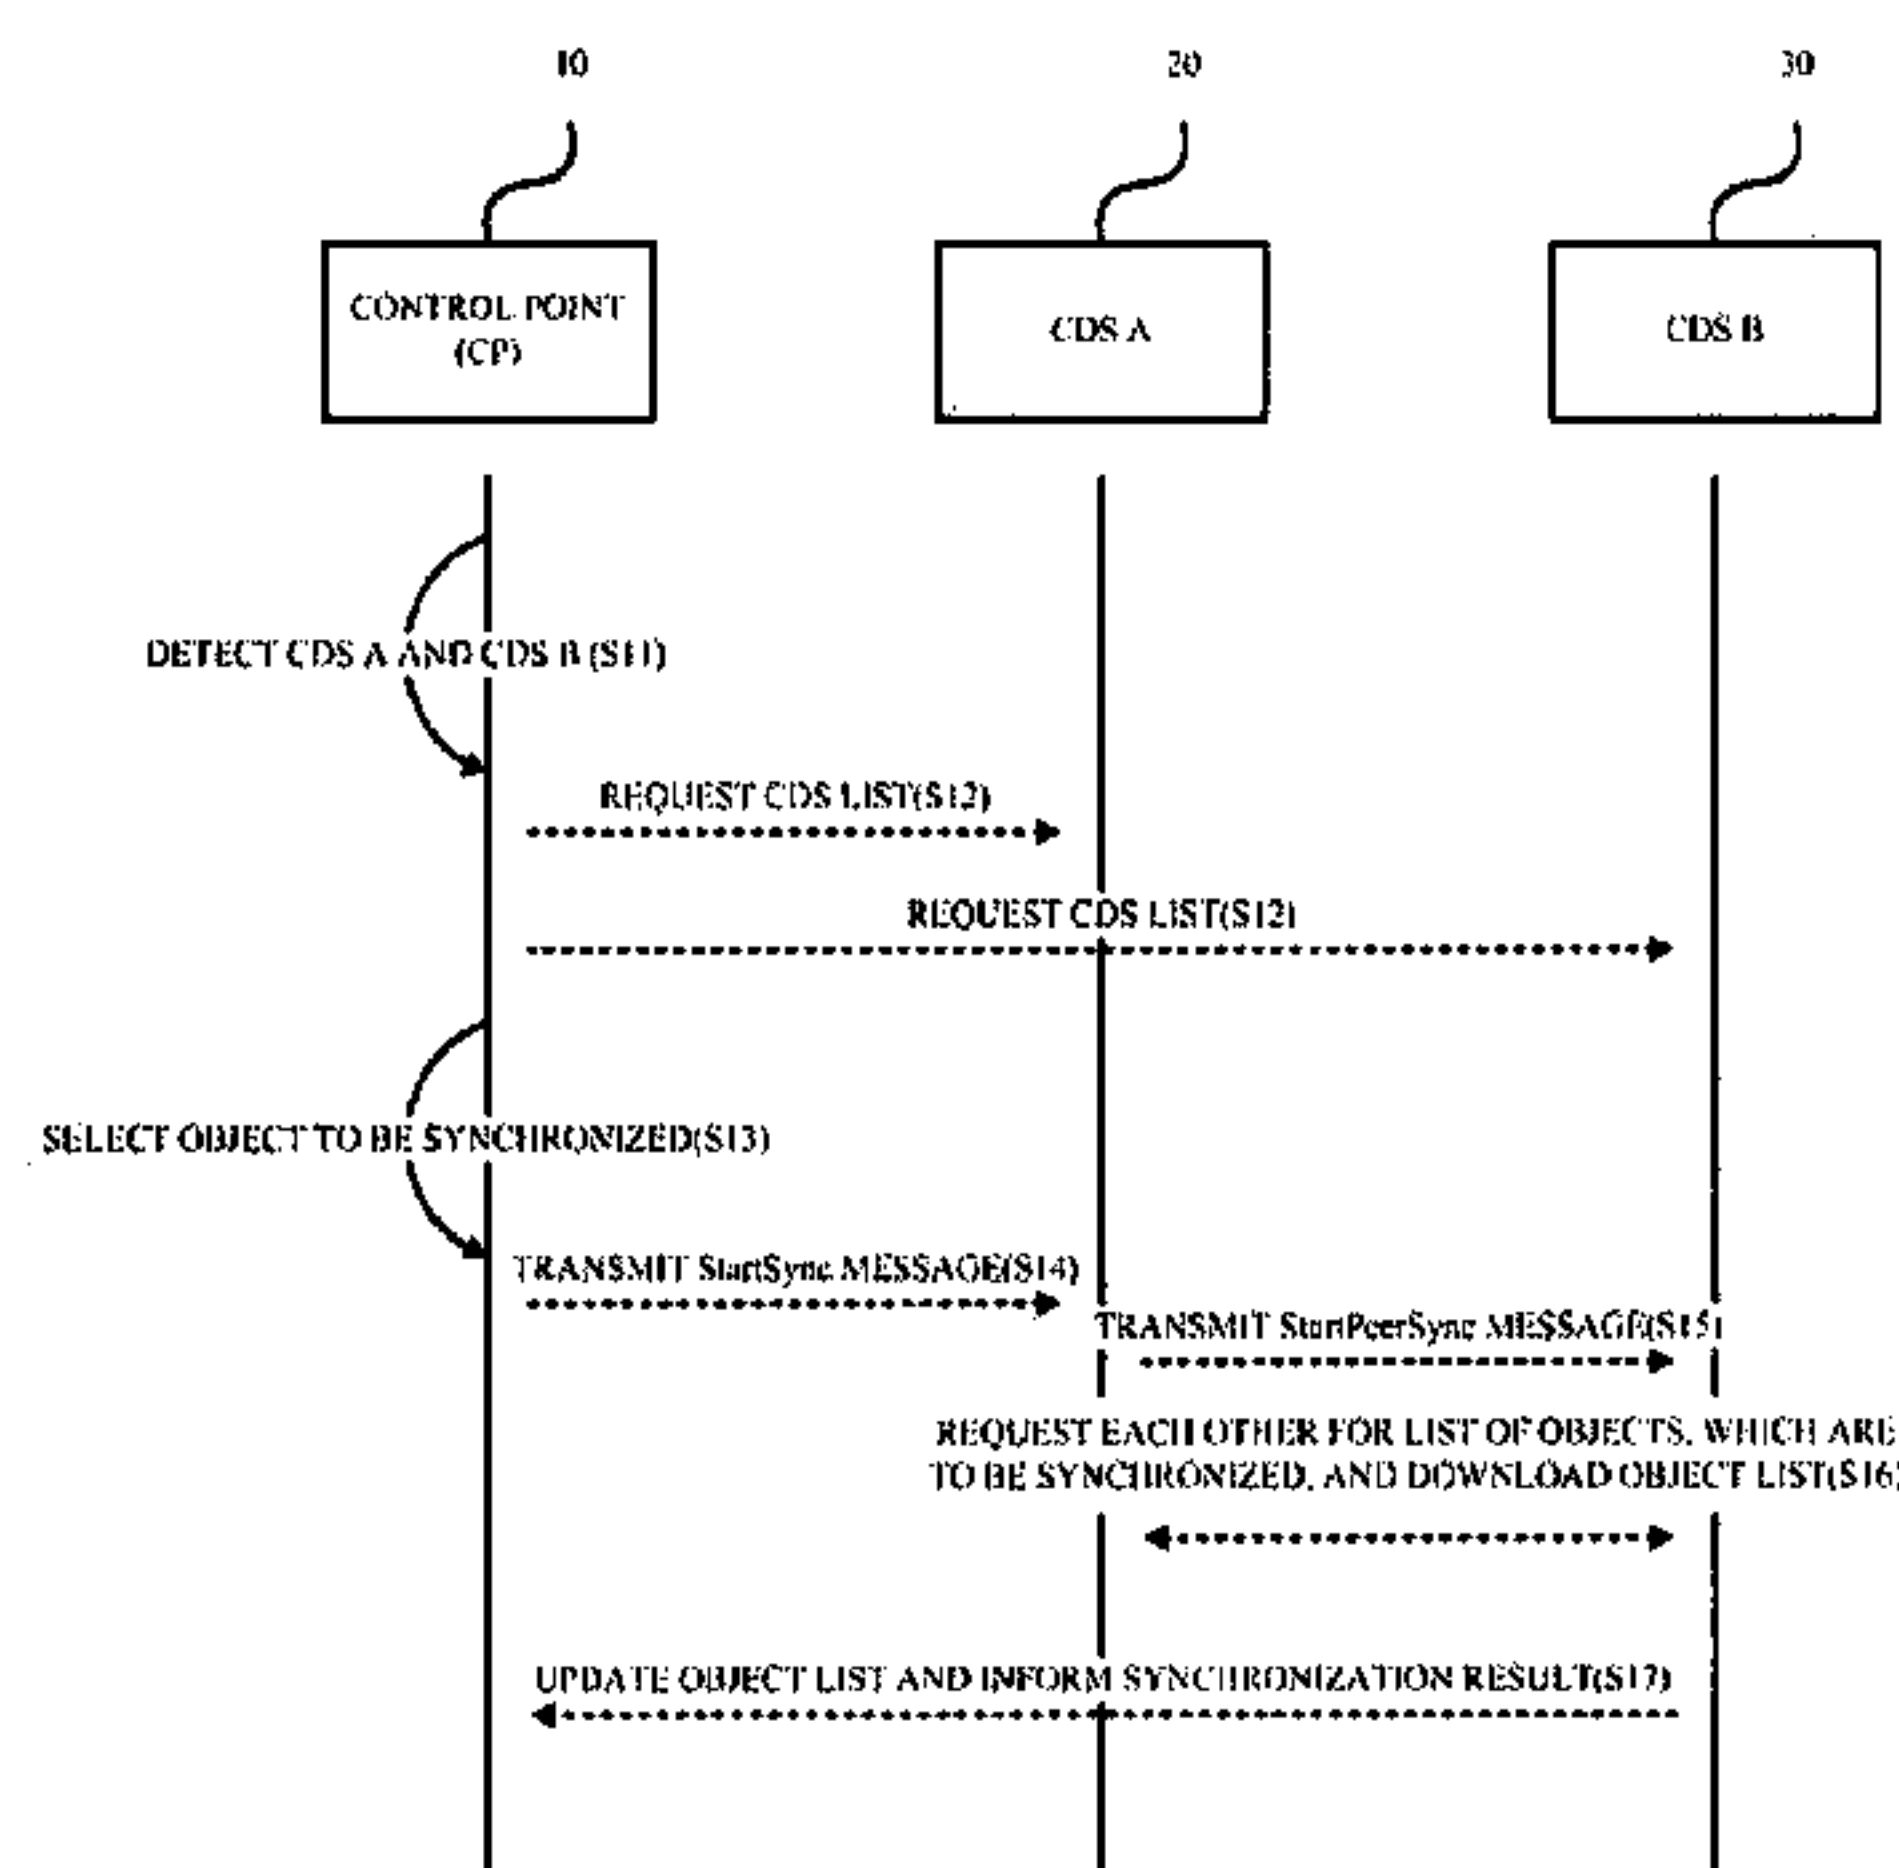 10
20
30
CONTROL POINT
(CP)
CDS A
CDS B
DETECT CDS A AND CDS B (S11)
REQUEST CDS LIST(S12)
REQUEST CDS LIST(S12)
SELECT OBJECT TO BE SYNCHRONIZED(S13)
TRANSMIT StartSync MESSAGE(S14)
TRANSMIT StartPeerSync MESSAGE(S15)
REQUEST EACH OTHER FOR LIST OF OBJECTS, WHICH ARE
TO BE SYNCHRONIZED, AND DOWNLOAD OBJECT LIST(S16)
UPDATE OBJECT LIST AND INFORM SYNCHRONIZATION RESULT(S17)